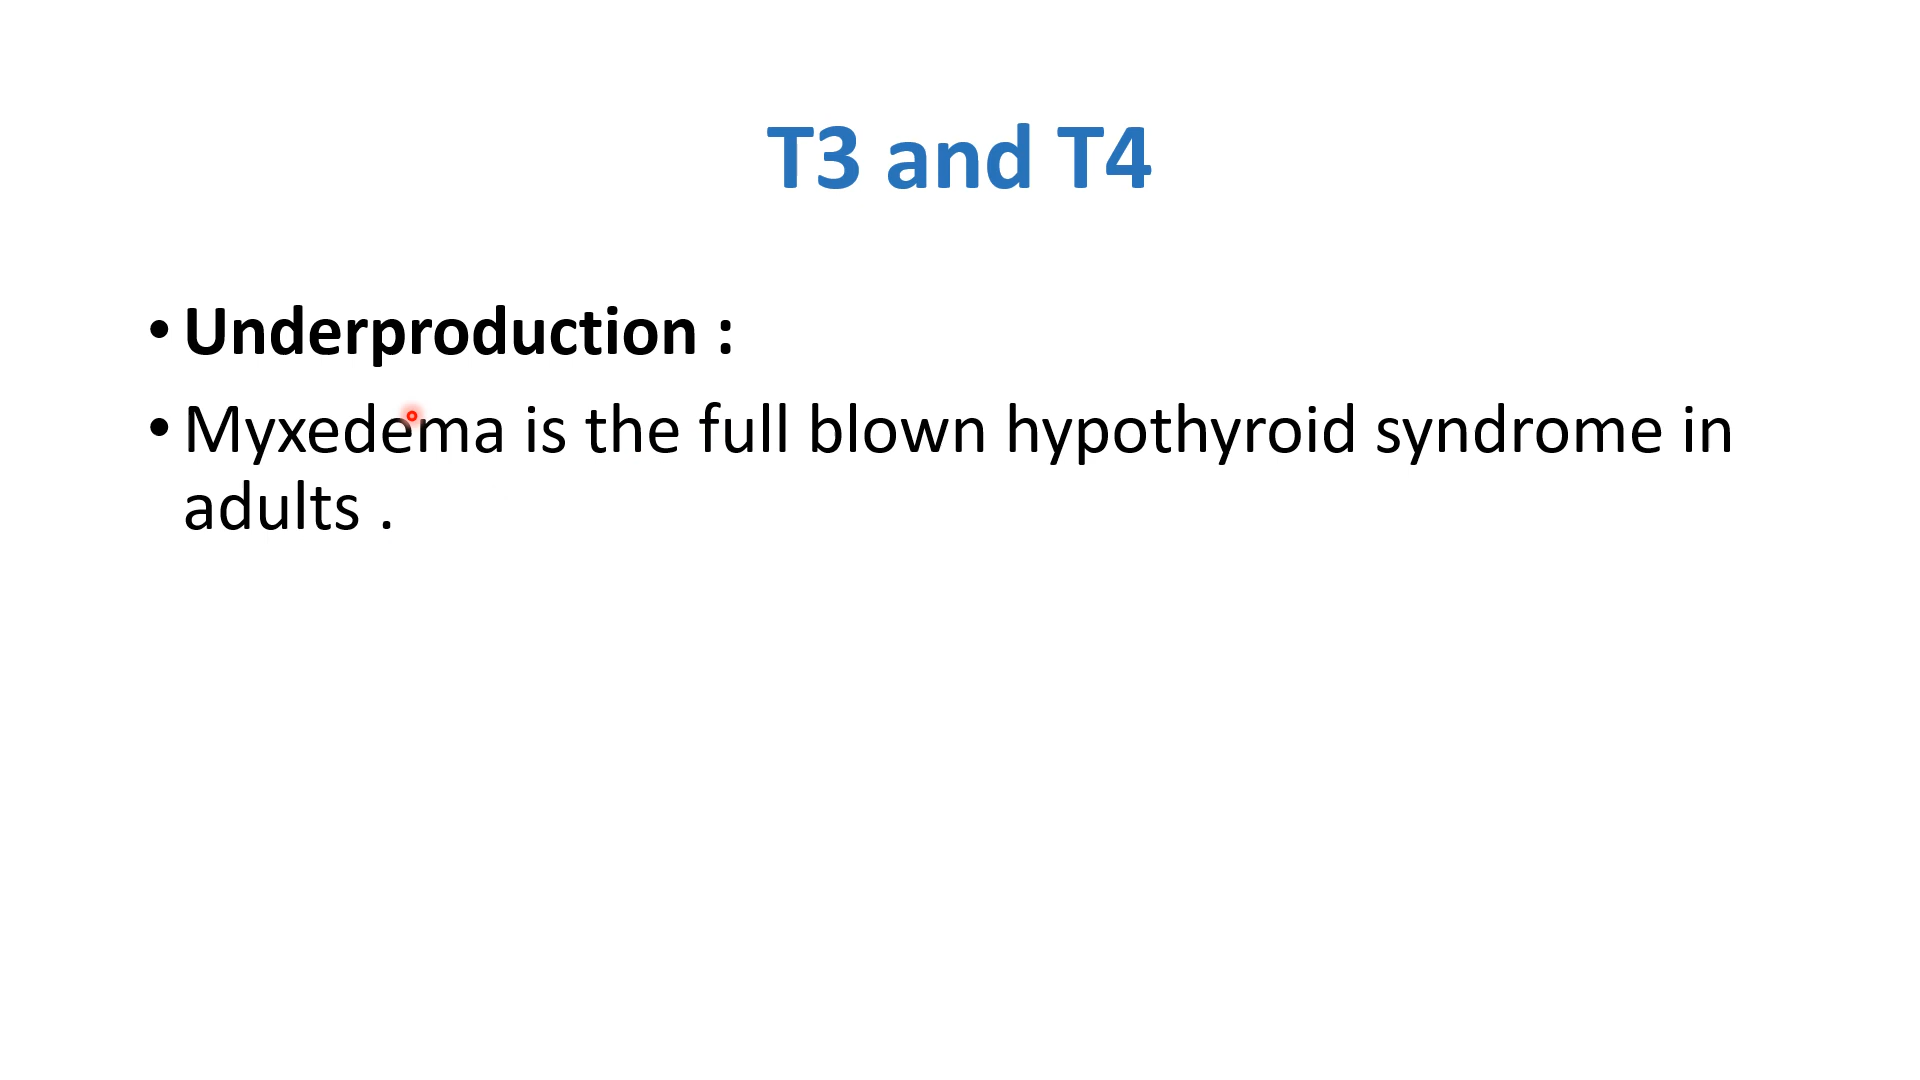 T3 and T4
• Underproduction :
• Myxedema is the full blown hypothyroid syndrome in
adults .